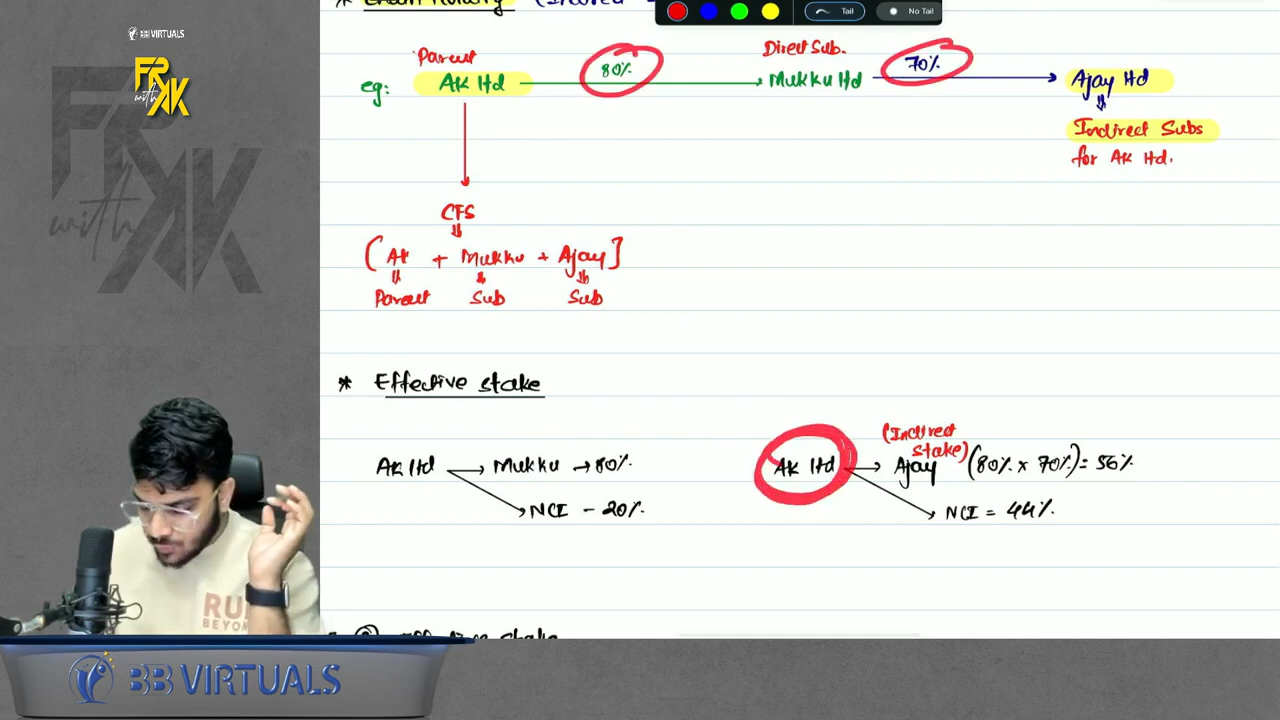 BB VIRTUALS
FR
with AK
Tail
No Tail
Parent
Direct Sub.
eg: AK Ltd 80% Mukku Ltd 70% Ajay Ltd
Indirect Subs
for AK Ltd.
CFS
(AK + Mukku + Ajay]
Parent Sub Sub
* Effective stake
AK Ltd Mukku → 80%
NCI - 20%
(Indirect
stake)
AK Ltd Ajay (80% x 70%) = 56%
NCI = 44%
RUN
BEYOND
BB VIRTUALS